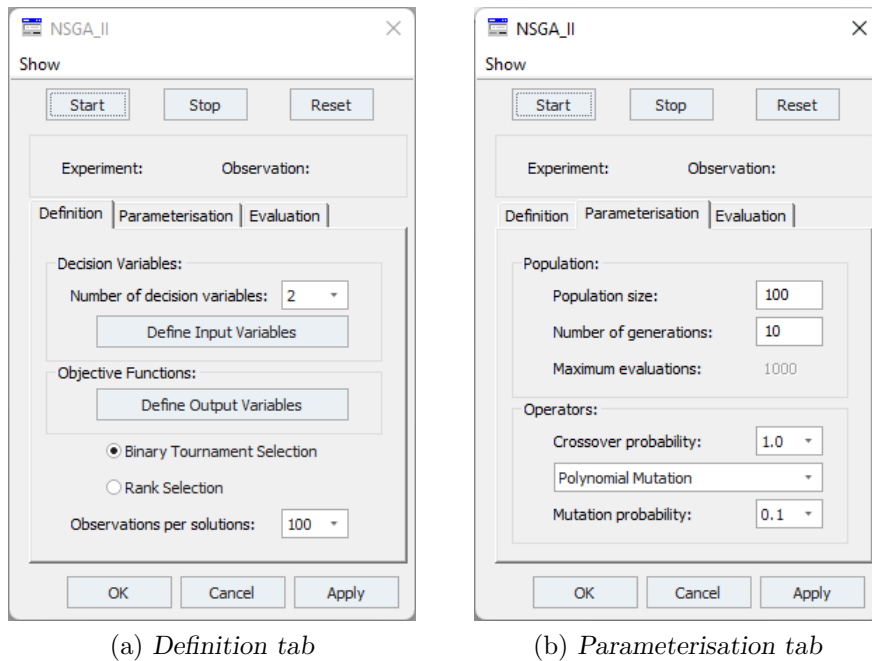 NSGA_II
Show
Start Stop Reset
Experiment: Observation:
Definition Parameterisation Evaluation
Decision Variables:
Number of decision variables: 2
Define Input Variables
Objective Functions:
Define Output Variables
Binary Tournament Selection
Rank Selection
Observations per solutions: 100
OK Cancel Apply
(a) Definition tab
NSGA_II
Show
Start Stop Reset
Experiment: Observation:
Definition Parameterisation Evaluation
Population:
Population size: 100
Number of generations: 10
Maximum evaluations: 1000
Operators:
Crossover probability: 1.0
Polynomial Mutation
Mutation probability: 0.1
OK Cancel Apply
(b) Parameterisation tab